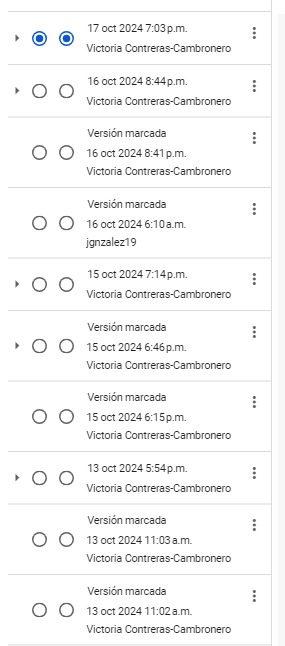 17 oct 2024 7:03 p.m.
Victoria Contreras-Cambronero
16 oct 2024 8:44 p.m.
Victoria Contreras-Cambronero
Versión marcada
16 oct 2024 8:41 p.m.
Victoria Contreras-Cambronero
Versión marcada
16 oct 2024 6:10 a.m.
jgnzalez19
15 oct 2024 7:14 p.m.
Victoria Contreras-Cambronero
Versión marcada
15 oct 2024 6:46 p.m.
Victoria Contreras-Cambronero
Versión marcada
15 oct 2024 6:15 p.m.
Victoria Contreras-Cambronero
13 oct 2024 5:54 p.m.
Victoria Contreras-Cambronero
Versión marcada
13 oct 2024 11:03 a.m.
Victoria Contreras-Cambronero
Versión marcada
13 oct 2024 11:02 a.m.
Victoria Contreras-Cambronero